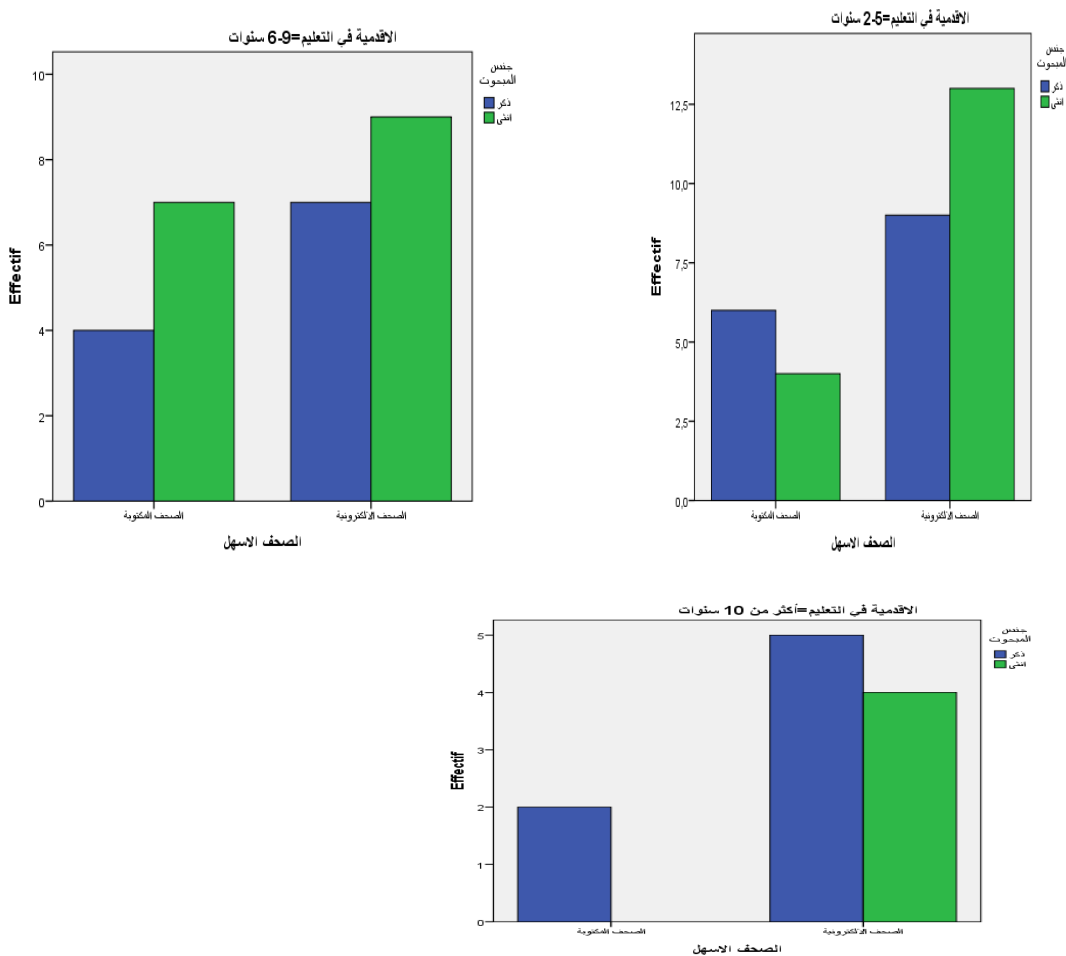 الاقدمية في التعليم=6-9 سنوات
جنس
المبحوث
ذكر
انثى
10
8
6
4
2
0
Effectif
الصحف المكتوبة
الصحف الالكترونية
الصحف الاسهل
الاقدمية في التعليم=2-5 سنوات
جنس
المبحوث
ذكر
انثى
12,5
10,0
7,5
5,0
2,5
0,0
Effectif
الصحف المكتوبة
الصحف الالكترونية
الصحف الاسهل
الاقدمية في التعليم=أكثر من 10 سنوات
جنس
المبحوث
ذكر
انثى
5
4
3
2
1
0
Effectif
الصحف المكتوبة
الصحف الالكترونية
الصحف الاسهل